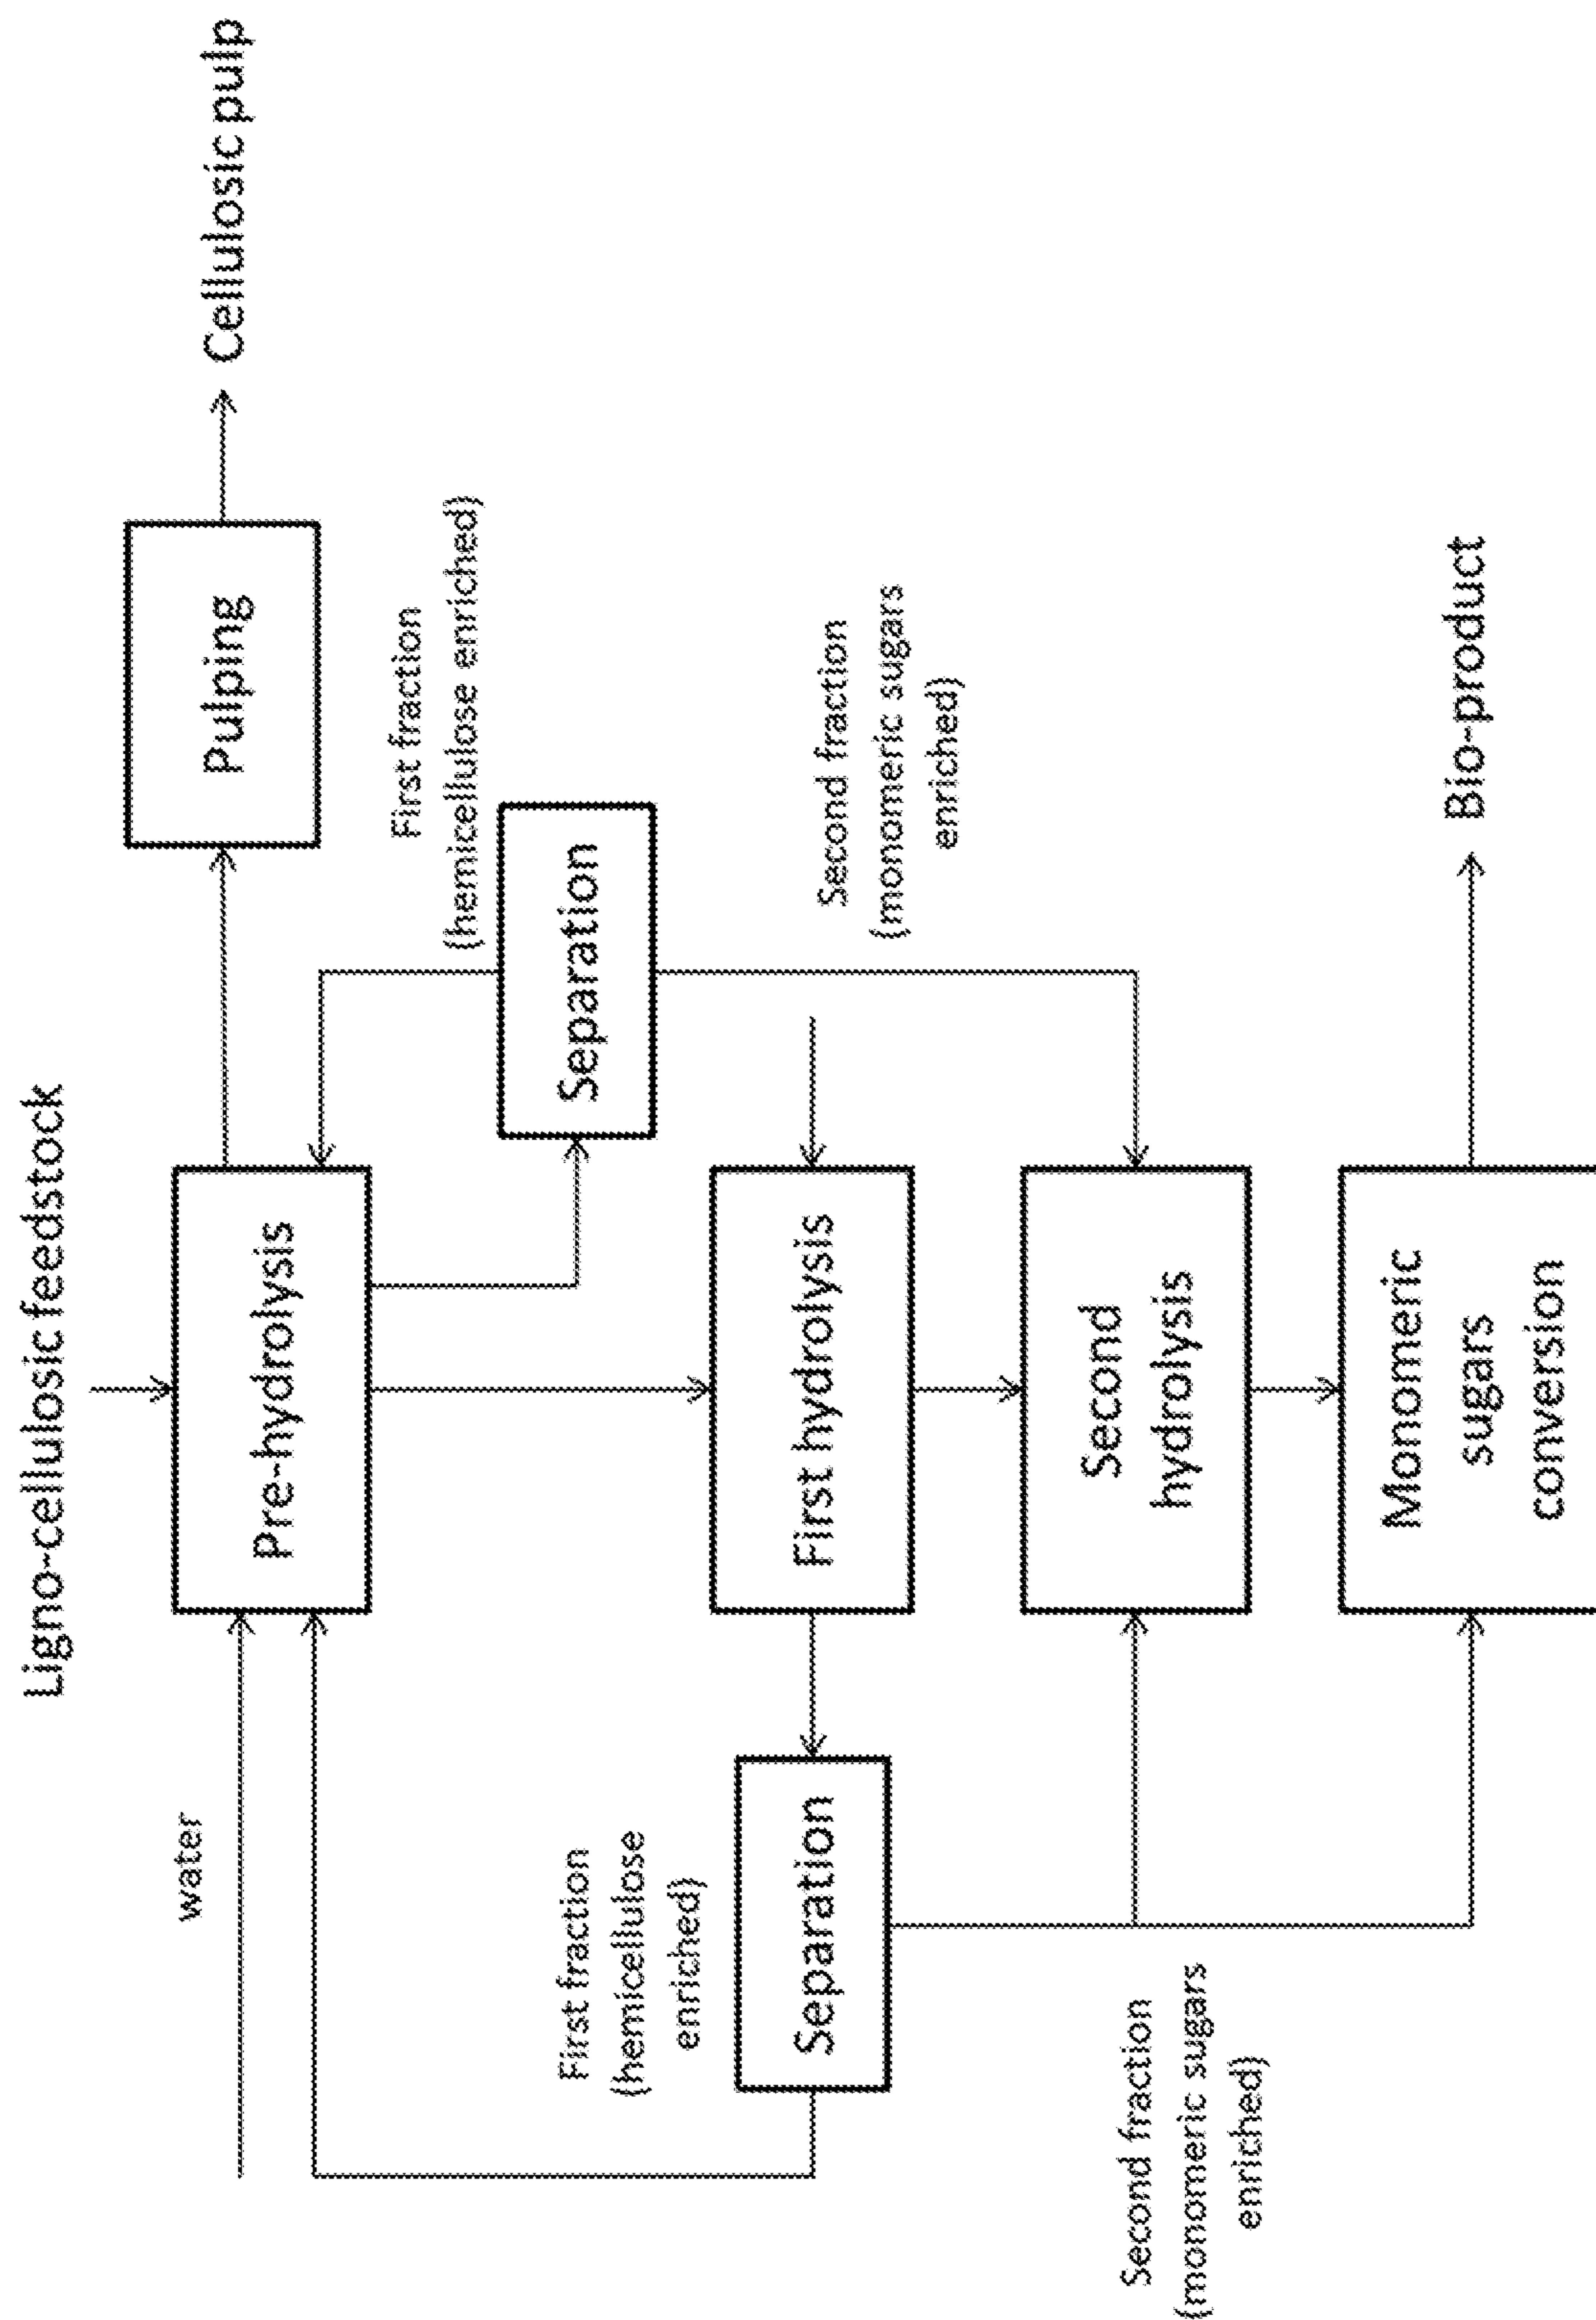 Ligno-cellulosic feedstock
water
Pre-hydrolysis
Pulping
Cellulosic pulp
First fraction
(hemicellulose enriched)
Separation
First fraction
(hemicellulose
enriched)
Separation
First hydrolysis
Second fraction
(monomeric sugars
enriched)
Second
hydrolysis
Second fraction
(monomeric sugars
enriched)
Monomeric
sugars
conversion
Bio-product